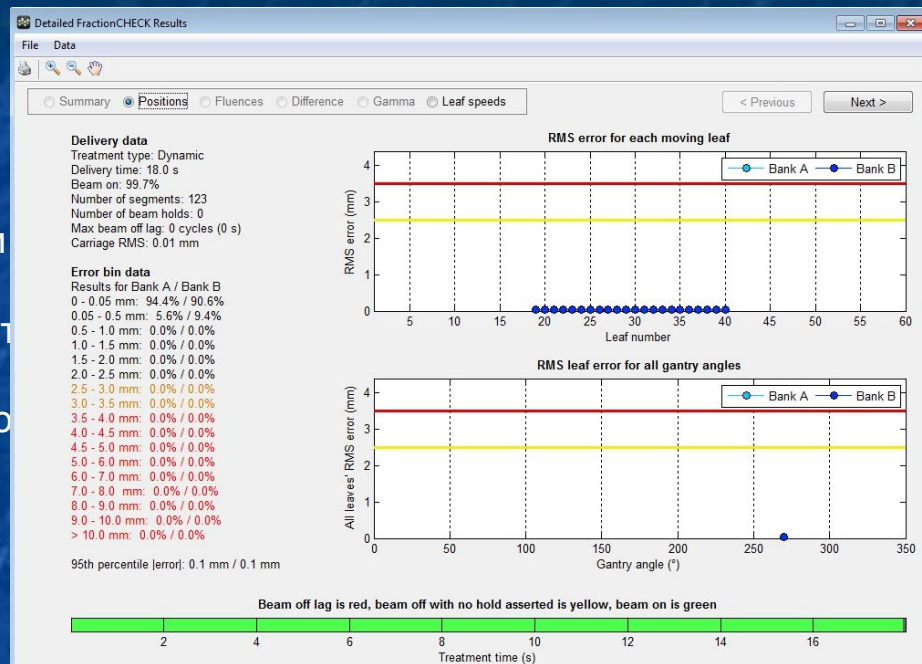 Detailed FractionCHECK Results
File Data
Summary Positions Fluences Difference Gamma Leaf speeds
< Previous Next >
Delivery data
Treatment type: Dynamic
Delivery time: 18.0 s
Beam on: 99.7%
Number of segments: 123
Number of beam holds: 0
Max beam off lag: 0 cycles (0 s)
Carriage RMS: 0.01 mm
Error bin data
Results for Bank A / Bank B
0 - 0.05 mm: 94.4% / 90.6%
0.05 - 0.5 mm: 5.6% / 9.4%
0.5 - 1.0 mm: 0.0% / 0.0%
1.0 - 1.5 mm: 0.0% / 0.0%
1.5 - 2.0 mm: 0.0% / 0.0%
2.0 - 2.5 mm: 0.0% / 0.0%
2.5 - 3.0 mm: 0.0% / 0.0%
3.0 - 3.5 mm: 0.0% / 0.0%
3.5 - 4.0 mm: 0.0% / 0.0%
4.0 - 4.5 mm: 0.0% / 0.0%
4.5 - 5.0 mm: 0.0% / 0.0%
5.0 - 6.0 mm: 0.0% / 0.0%
6.0 - 7.0 mm: 0.0% / 0.0%
7.0 - 8.0 mm: 0.0% / 0.0%
8.0 - 9.0 mm: 0.0% / 0.0%
9.0 - 10.0 mm: 0.0% / 0.0%
> 10.0 mm: 0.0% / 0.0%
95th percentile |error|: 0.1 mm / 0.1 mm
RMS error for each moving leaf
Bank A Bank B
RMS error (mm)
4
3
2
1
0
5 10 15 20 25 30 35 40 45 50 55 60
Leaf number
RMS leaf error for all gantry angles
Bank A Bank B
All leaves' RMS error (mm)
4
3
2
1
0
0 50 100 150 200 250 300 350
Gantry angle (°)
Beam off lag is red, beam off with no hold asserted is yellow, beam on is green
2 4 6 8 10 12 14 16
Treatment time (s)